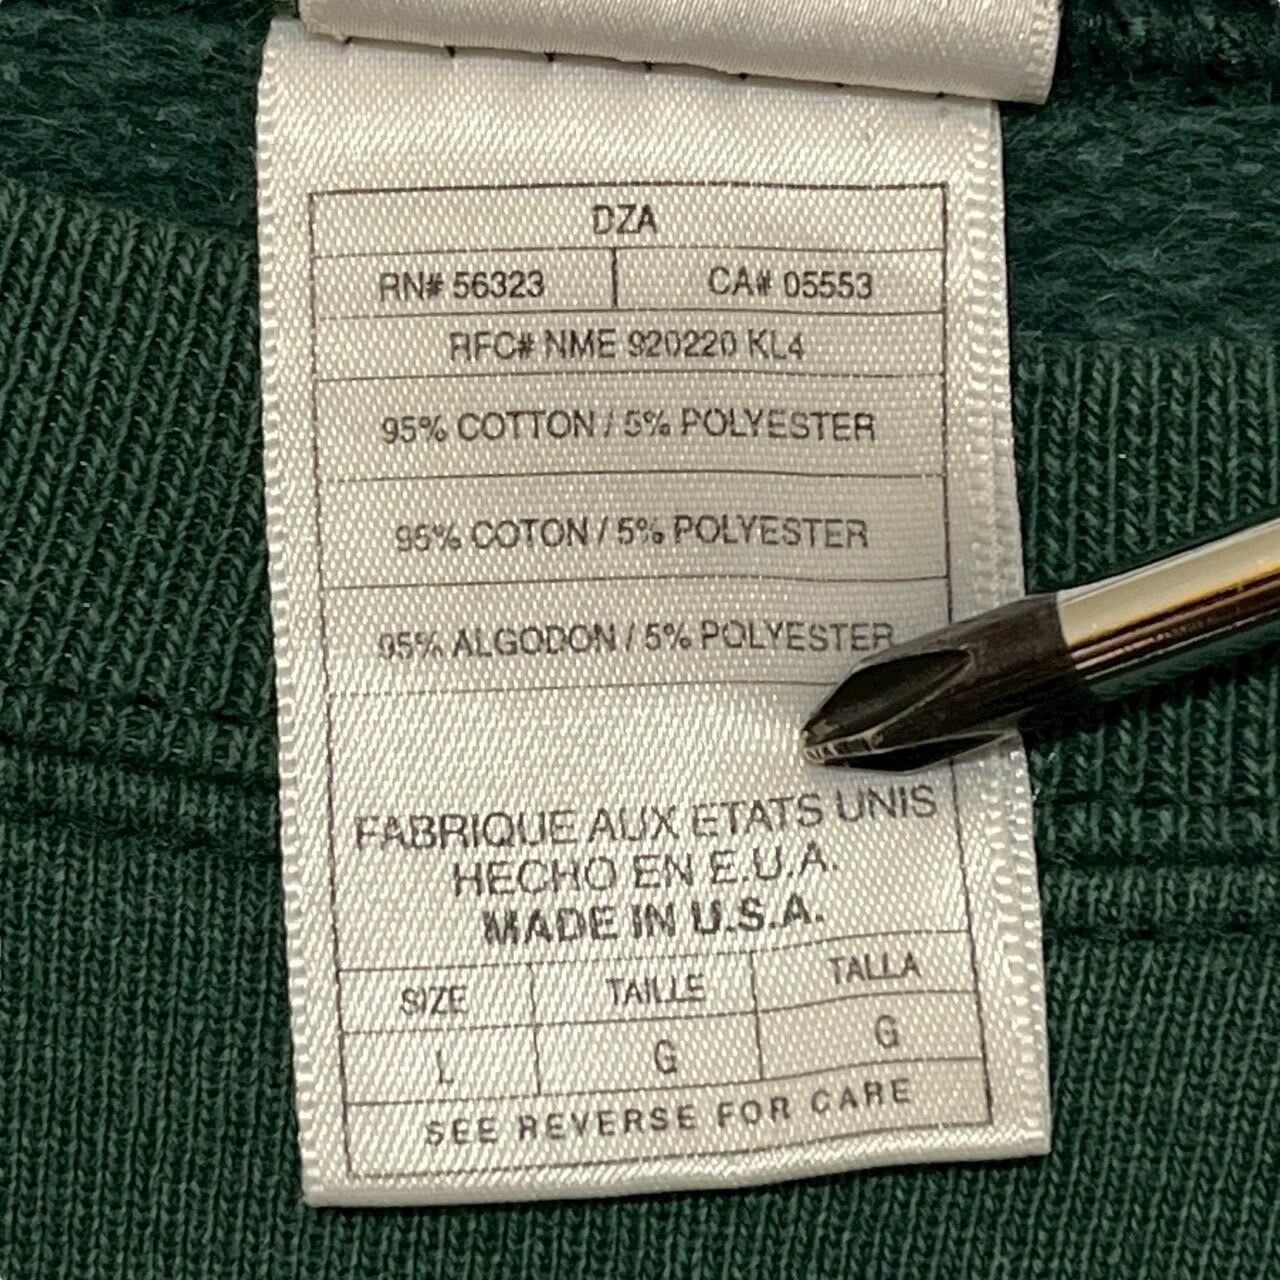 DZA
RN# 56323 CA# 05553
RFC# NME 920220 KL4
95% COTTON / 5% POLYESTER
95% COTON / 5% POLYESTER
95% ALGODON / 5% POLYESTER
FABRIQUE AUX ETATS UNIS
HECHO EN E.U.A.
MADE IN U.S.A.
SIZE TAILLE TALLA
L G G
SEE REVERSE FOR CARE